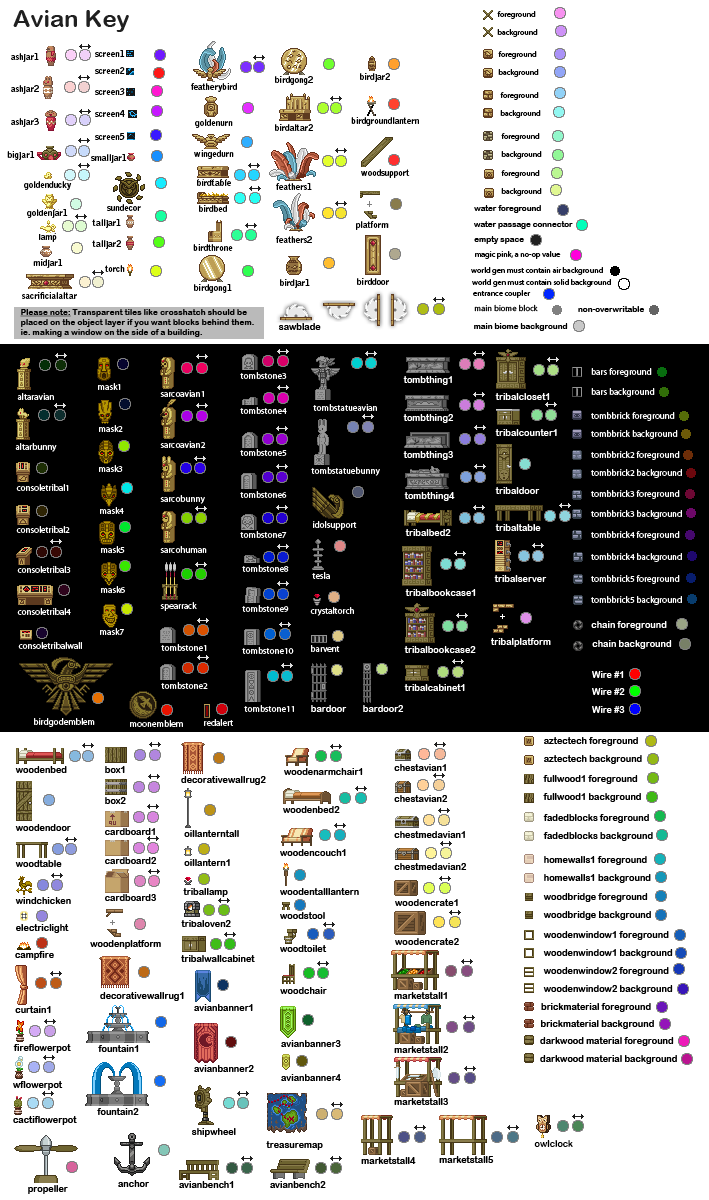 Avian Key
ashjar1
ashjar2
ashjar3
bigjar1
goldenducky
goldenjar1
lamp
midjar1
sacrificialaltar
screen1
screen2
screen3
screen4
screen5
smalljar1
sundecor
talljar1
talljar2
torch
featherybird
goldenurn
wingedurn
birdtable
birdbed
birdthrone
birdgong1
birdgong2
birdaltar2
feathers1
feathers2
birdjar1
birdjar2
birdgroundlantern
woodsupport
platform
birddoor
sawblade
Please note: Transparent tiles like crosshatch should be
placed on the object layer if you want blocks behind them.
ie. making a window on the side of a building.
foreground
background
foreground
background
foreground
background
foreground
background
foreground
background
water foreground
water passage connector
empty space
magic pink, a no-op value
world gen must contain air background
world gen must contain solid background
entrance coupler
main biome block
non-overwritable
main biome background
altaravian
altarbunny
consoletribal1
consoletribal2
consoletribal3
consoletribal4
consoletribalwall
birdgodemblem
mask1
mask2
mask3
mask4
mask5
mask6
mask7
moonemblem
sarcoavian1
sarcoavian2
sarcobunny
sarcohuman
spearrack
tombstone1
tombstone2
redalert
tombstone3
tombstone4
tombstone5
tombstone6
tombstone7
tombstone8
tombstone9
tombstone10
tombstone11
tombstatueavian
tombstatuebunny
idolsupport
tesla
crystaltorch
barvent
bardoor
bardoor2
tombthing1
tombthing2
tombthing3
tombthing4
tribalbed2
tribalbookcase1
tribalbookcase2
tribalcabinet1
tribalcloset1
tribalcounter1
tribaldoor
tribaltable
tribalserver
tribalplatform
bars foreground
bars background
tombbrick foreground
tombbrick background
tombbrick2 foreground
tombbrick2 background
tombbrick3 foreground
tombbrick3 background
tombbrick4 foreground
tombbrick4 background
tombbrick5 foreground
tombbrick5 background
chain foreground
chain background
Wire #1
Wire #2
Wire #3
woodenbed
woodendoor
woodtable
windchicken
electriclight
campfire
curtain1
fireflowerpot
wflowerpot
cactiflowerpot
propeller
box1
box2
cardboard1
cardboard2
cardboard3
woodenplatform
decorativewallrug1
fountain1
fountain2
anchor
decorativewallrug2
oillanterntall
oillantern1
triballamp
tribaloven2
tribalwallcabinet
avianbanner1
avianbanner2
shipwheel
avianbench1
woodenarmchair1
woodenbed2
woodencouch1
woodentalllantern
woodstool
woodtoilet
woodchair
avianbanner3
avianbanner4
treasuremap
avianbench2
chestavian1
chestavian2
chestmedavian1
chestmedavian2
woodencrate1
woodencrate2
marketstall1
marketstall2
marketstall3
marketstall4
marketstall5
owlclock
aztectech foreground
aztectech background
fullwood1 foreground
fullwood1 background
fadedblocks foreground
fadedblocks background
homewalls1 foreground
homewalls1 background
woodbridge foreground
woodbridge background
woodenwindow1 foreground
woodenwindow1 background
woodenwindow2 foreground
woodenwindow2 background
brickmaterial foreground
brickmaterial background
darkwood material foreground
darkwood material background